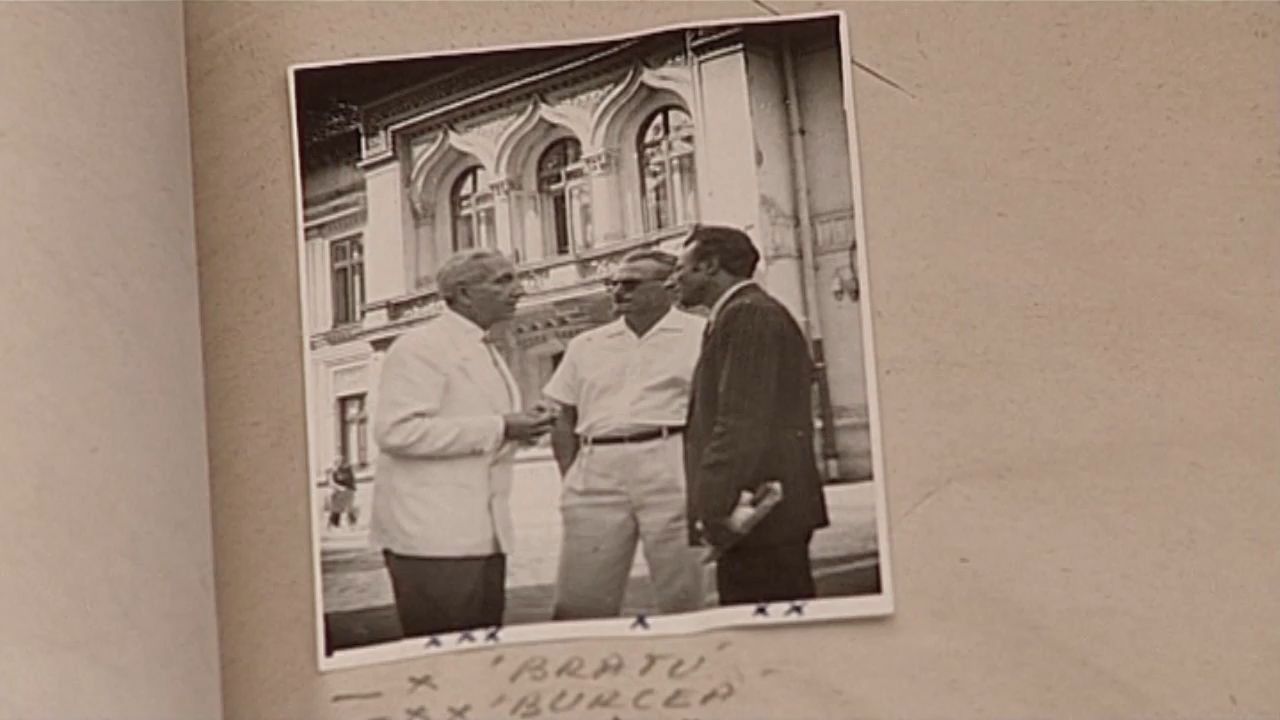 x x x x x x
— x 'BRATU' -
— x x 'BURCEA